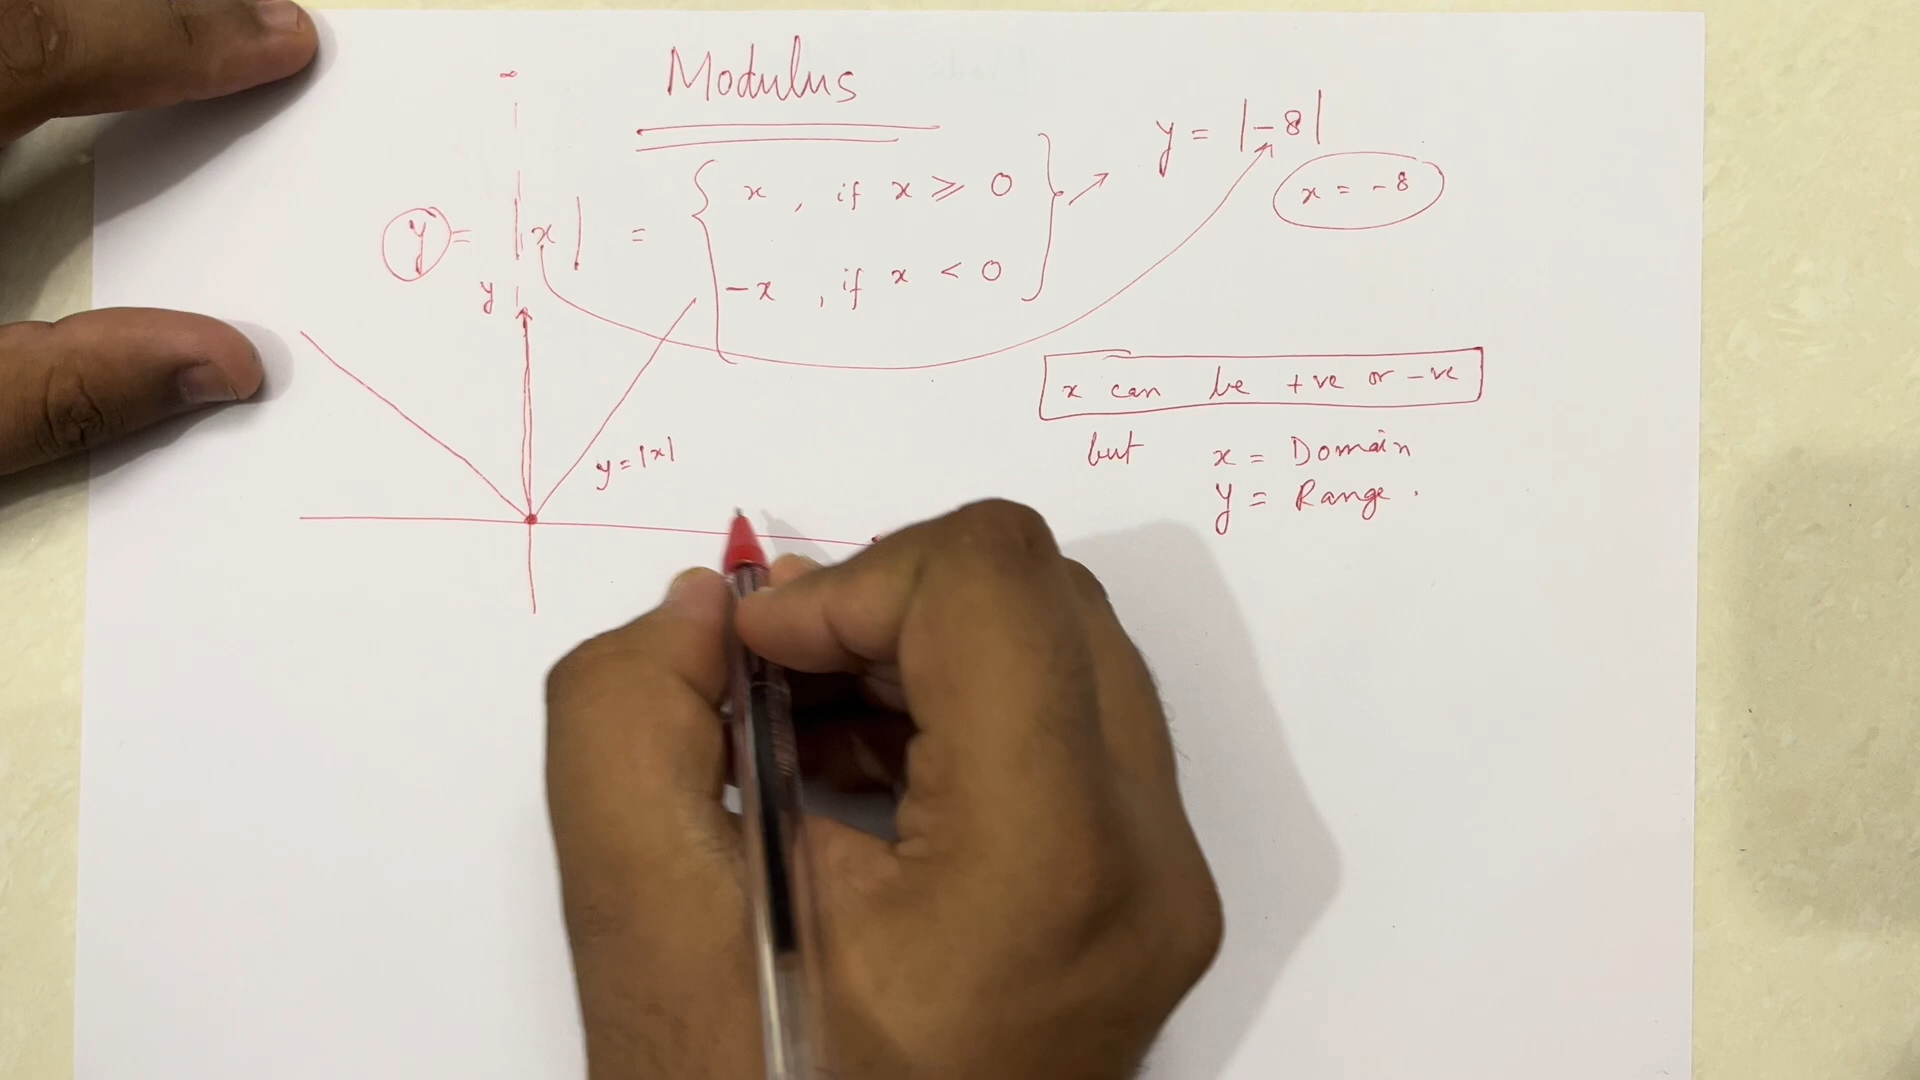 ∞
Modulus
y = |-8|
x = -8
y = |x| = { x , if x ⩾ 0
-x , if x < 0 } →
y
x can be +ve or -ve
y = |x|
but x = Domain
y = Range .